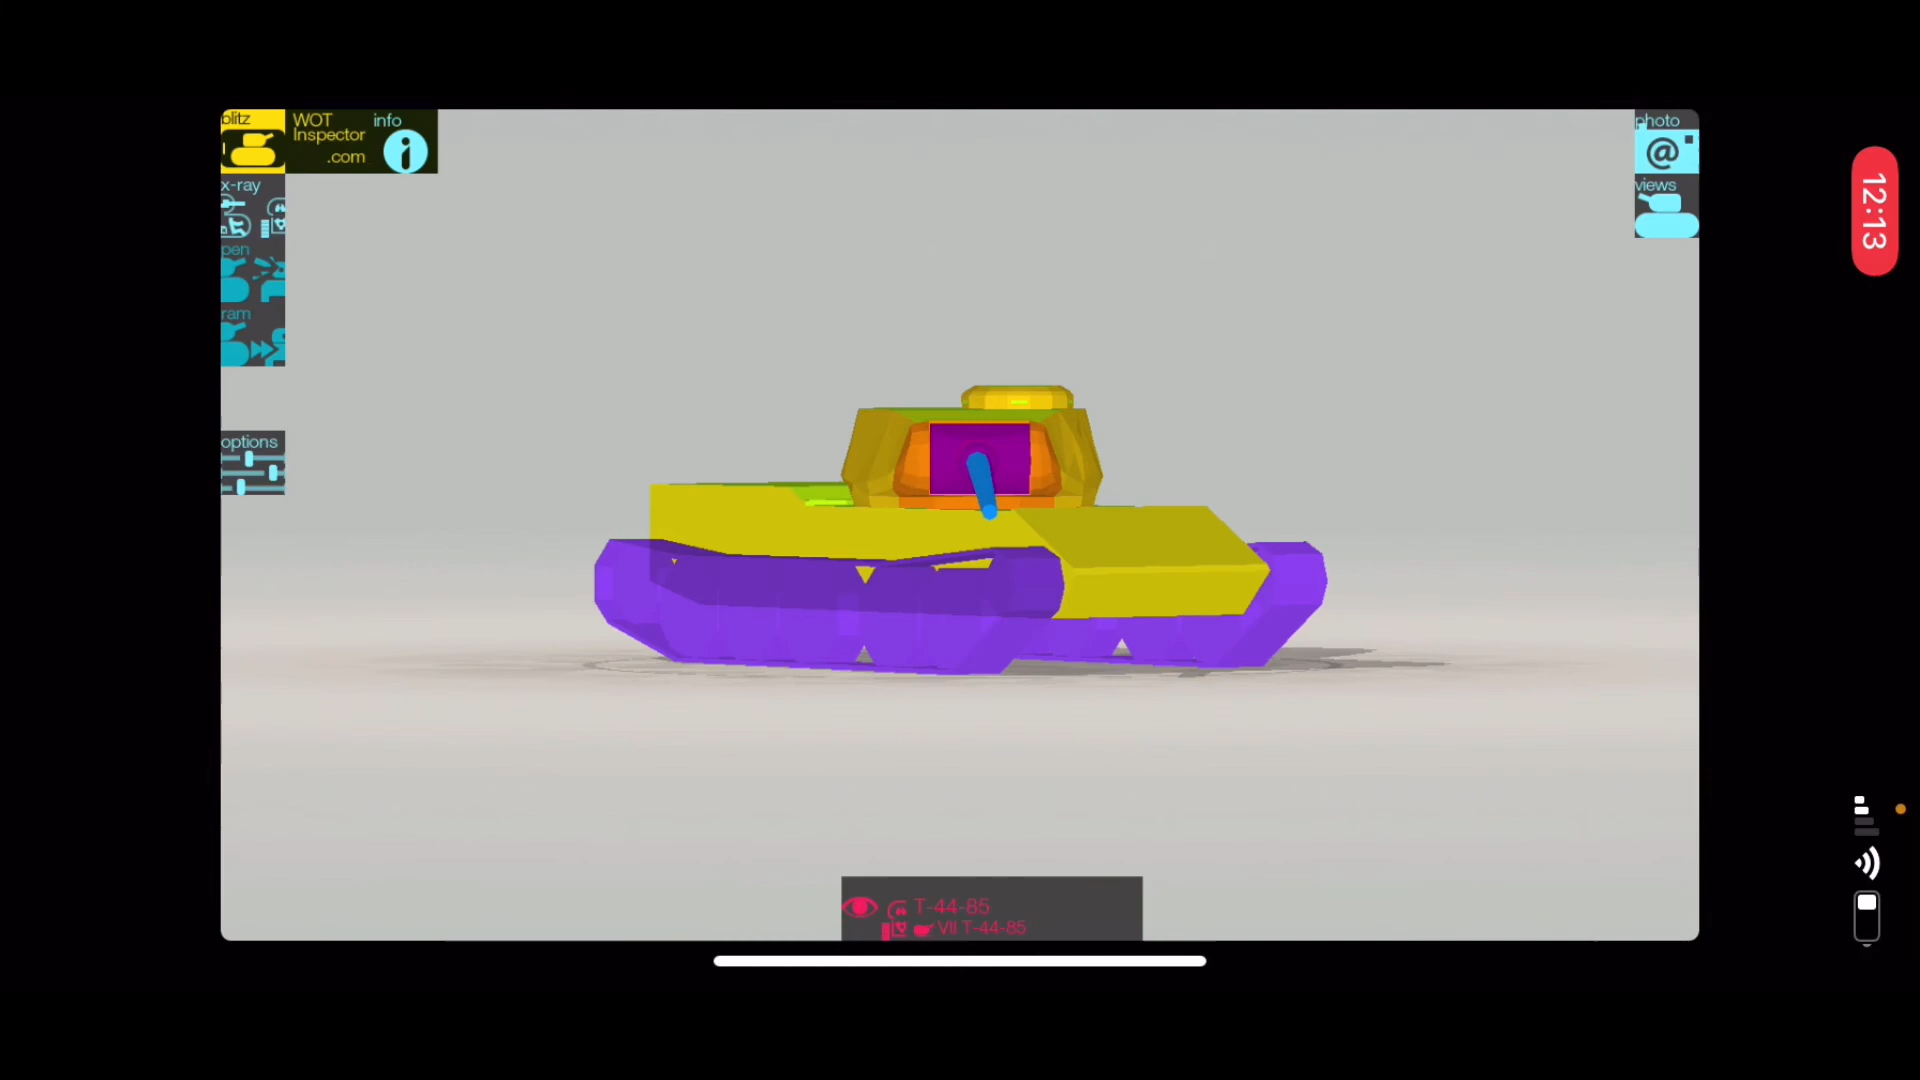 blitz
WOT
Inspector
.com
info
x-ray
pen
ram
options
photo
@
views
12:13
T-44-85
VII T-44-85